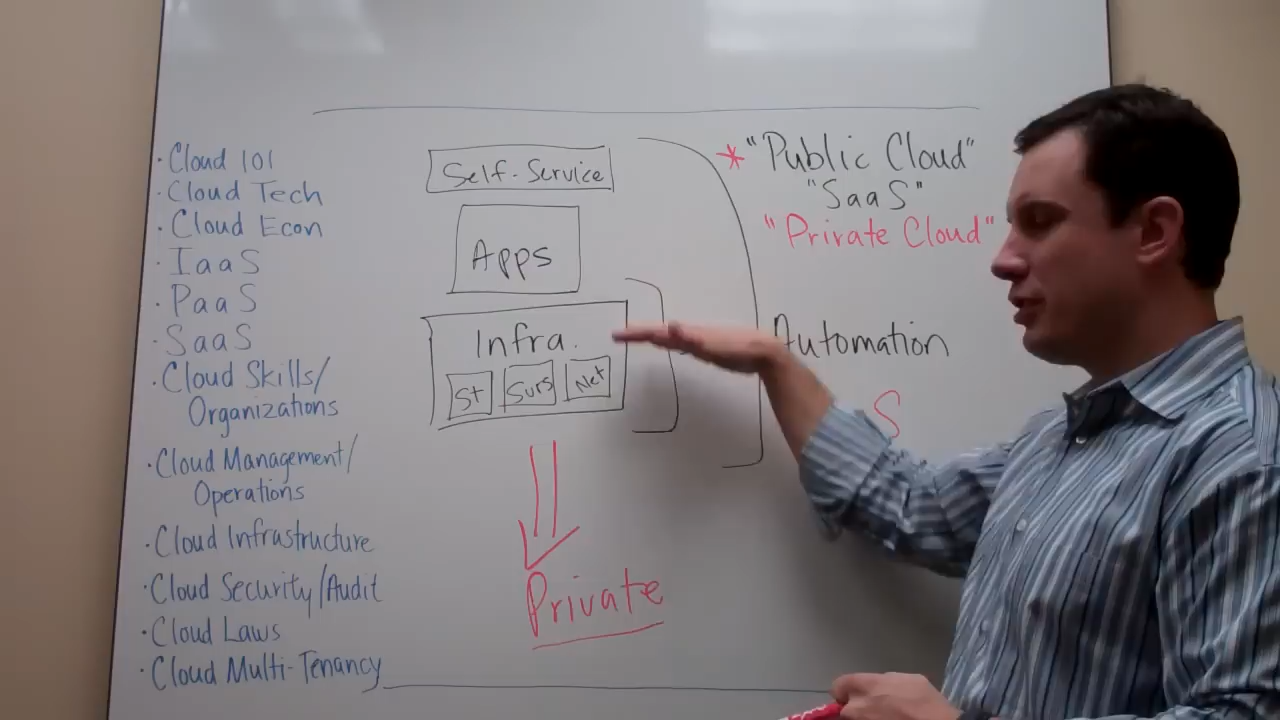 · Cloud 101
· Cloud Tech
· Cloud Econ
· IaaS
· PaaS
· SaaS
· Cloud Skills/
Organizations
· Cloud Management/
Operations
· Cloud Infrastructure
· Cloud Security/Audit
· Cloud Laws
· Cloud Multi-Tenancy
Self-Service
Apps
Infra.
St
Survs
Net
Private
* "Public Cloud"
"SaaS"
"Private Cloud"
Automation
S